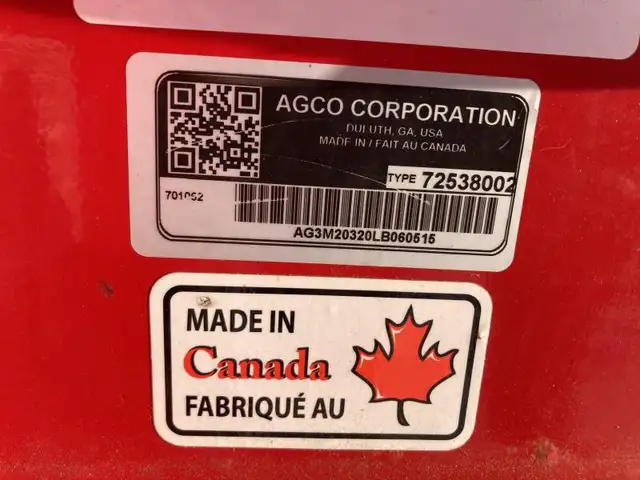 AGCO CORPORATION
DULUTH, GA, USA
MADE IN / FAIT AU CANADA
TYPE 72538002
AG3M20320LB060515
MADE IN
Canada
FABRIQUÉ AU